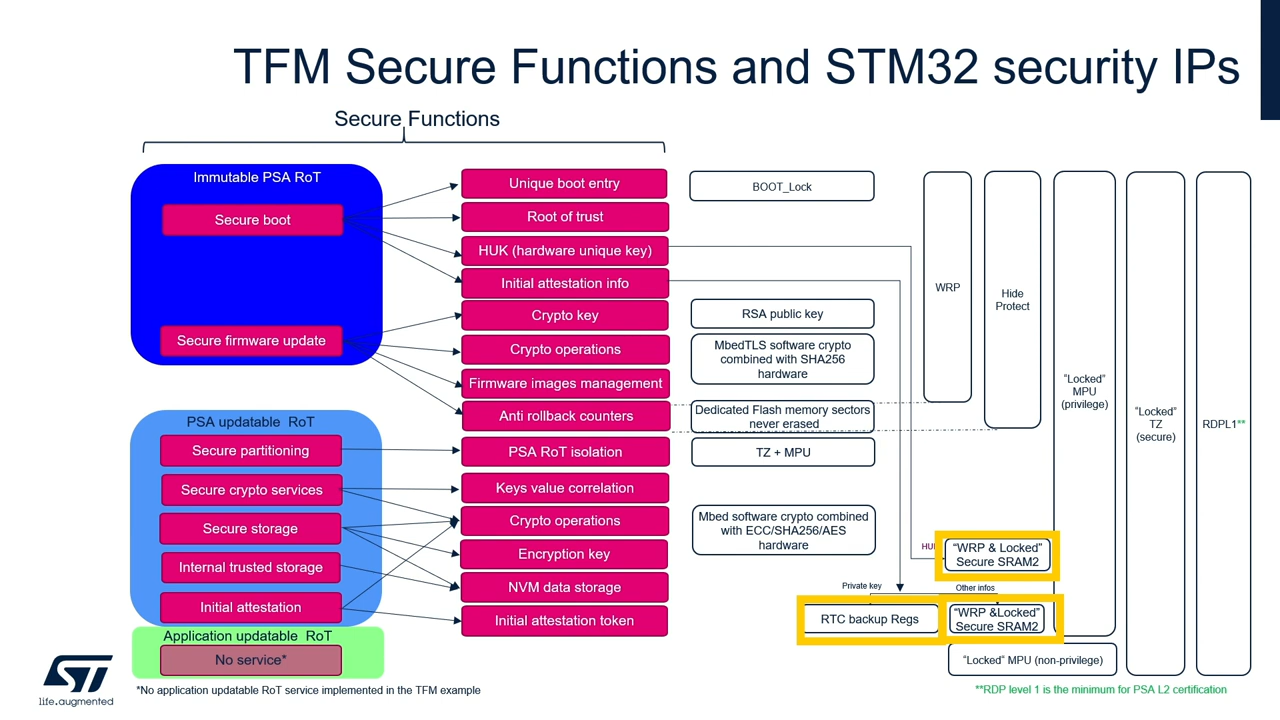 TFM Secure Functions and STM32 security IPs
Secure Functions
Immutable PSA RoT
Secure boot
Secure firmware update
PSA updatable RoT
Secure partitioning
Secure crypto services
Secure storage
Internal trusted storage
Initial attestation
Application updatable RoT
No service*
Unique boot entry
Root of trust
HUK (hardware unique key)
Initial attestation info
Crypto key
Crypto operations
Firmware images management
Anti rollback counters
PSA RoT isolation
Keys value correlation
Crypto operations
Encryption key
NVM data storage
Initial attestation token
BOOT_Lock
RSA public key
MbedTLS software crypto
combined with SHA256
hardware
Dedicated Flash memory sectors
never erased
TZ + MPU
Mbed software crypto combined
with ECC/SHA256/AES
hardware
WRP
Hide
Protect
“Locked”
MPU
(privilege)
“Locked”
TZ
(secure)
RDPL1**
“WRP & Locked”
Secure SRAM2
Private key
Other infos
RTC backup Regs
“WRP &Locked”
Secure SRAM2
“Locked” MPU (non-privilege)
life.augmented
*No application updatable RoT service implemented in the TFM example
**RDP level 1 is the minimum for PSA L2 certification